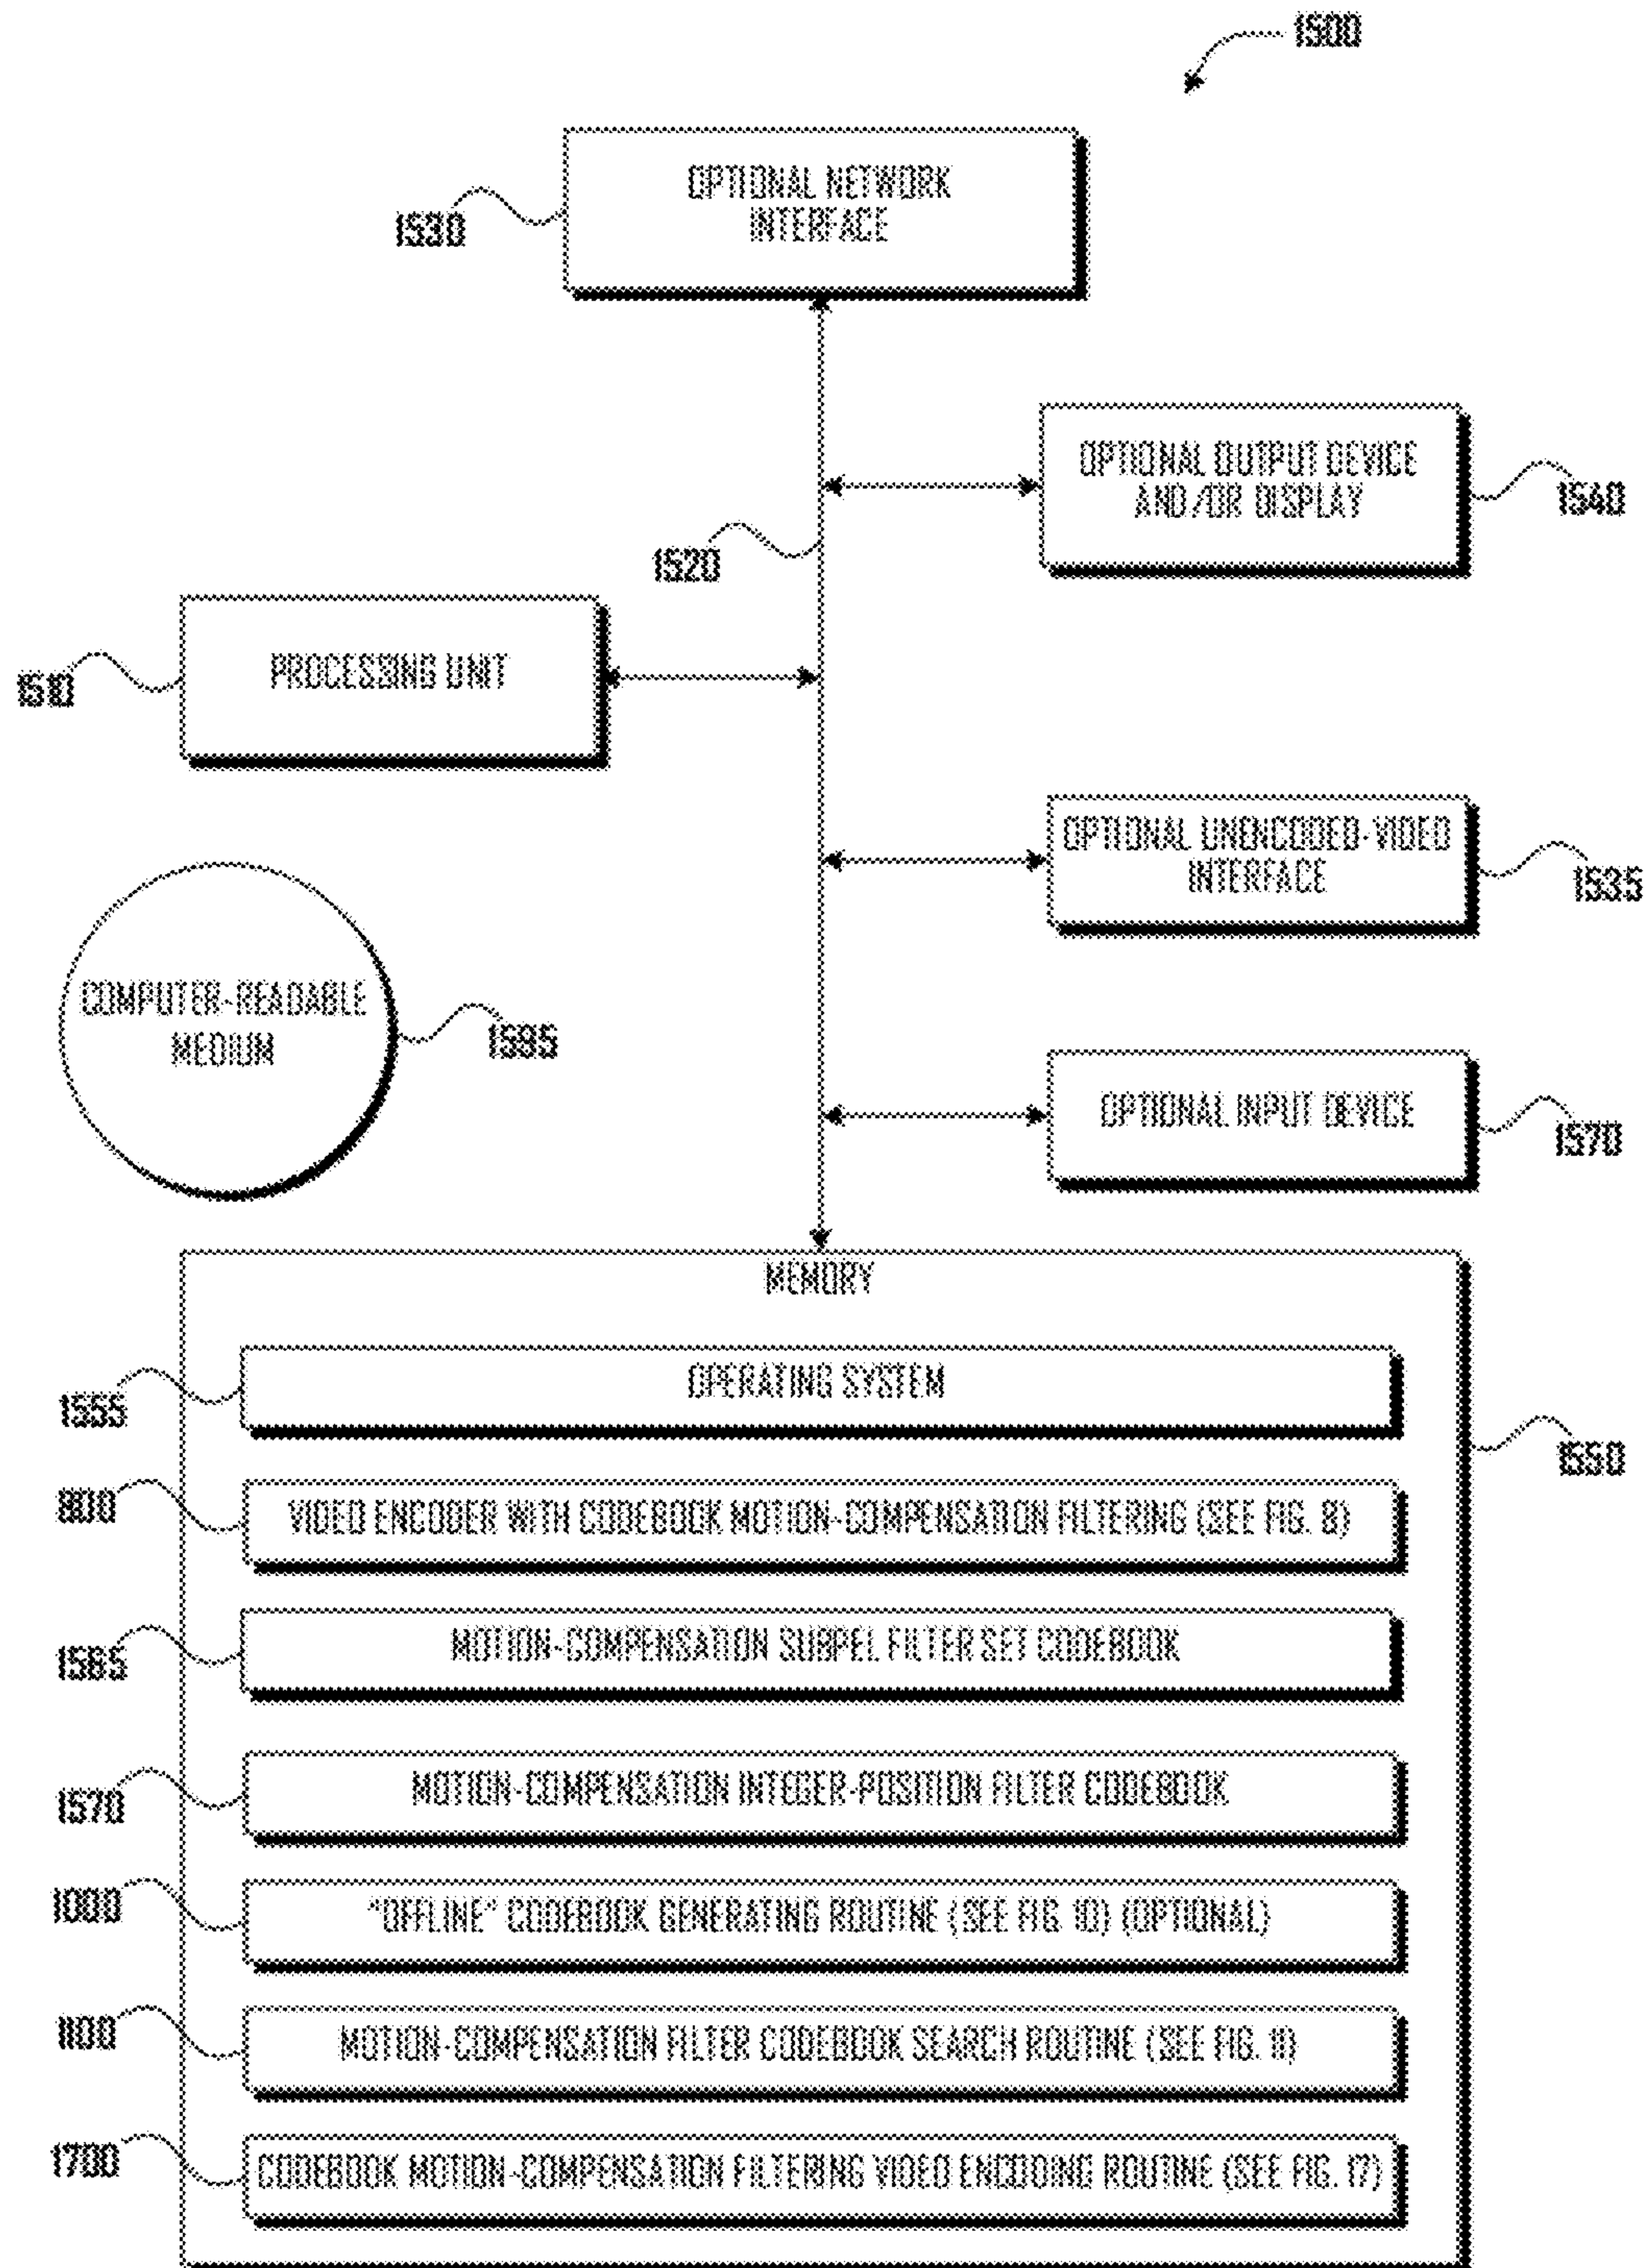 1500
OPTIONAL NETWORK
INTERFACE
1530
OPTIONAL OUTPUT DEVICE
AND/OR DISPLAY
1540
1520
PROCESSING UNIT
1510
OPTIONAL UNENCODED-VIDEO
INTERFACE
1535
COMPUTER-READABLE
MEDIUM
1595
OPTIONAL INPUT DEVICE
1570
MEMORY
OPERATING SYSTEM
1555
1550
800
VIDEO ENCODER WITH CODEBOOK MOTION-COMPENSATION FILTERING (SEE FIG. 8)
MOTION-COMPENSATION SUBPEL FILTER SET CODEBOOK
1565
MOTION-COMPENSATION INTEGER-POSITION FILTER CODEBOOK
1570
1000
"OFFLINE" CODEBOOK GENERATING ROUTINE (SEE FIG. 10) (OPTIONAL)
1100
MOTION-COMPENSATION FILTER CODEBOOK SEARCH ROUTINE (SEE FIG. 11)
1700
CODEBOOK MOTION-COMPENSATION FILTERING VIDEO ENCODING ROUTINE (SEE FIG. 17)